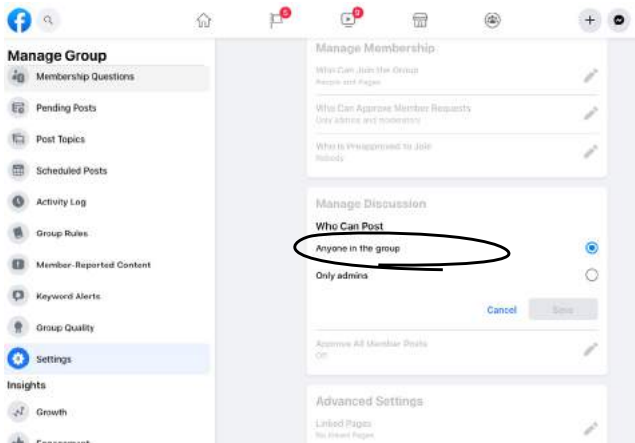 5
9
Manage Group
Membership Questions
Pending Posts
Post Topics
Scheduled Posts
Activity Log
Group Rules
Member-Reported Content
Keyword Alerts
Group Quality
Settings
Insights
Growth
Engagement
Manage Membership
Who Can Join the Group
People and Pages
Who Can Approve Member Requests
Only admins and moderators
Who Is Preapproved to Join
Nobody
Manage Discussion
Who Can Post
Anyone in the group
Only admins
Cancel
Save
Approve All Member Posts
Off
Advanced Settings
Linked Pages
No linked Pages